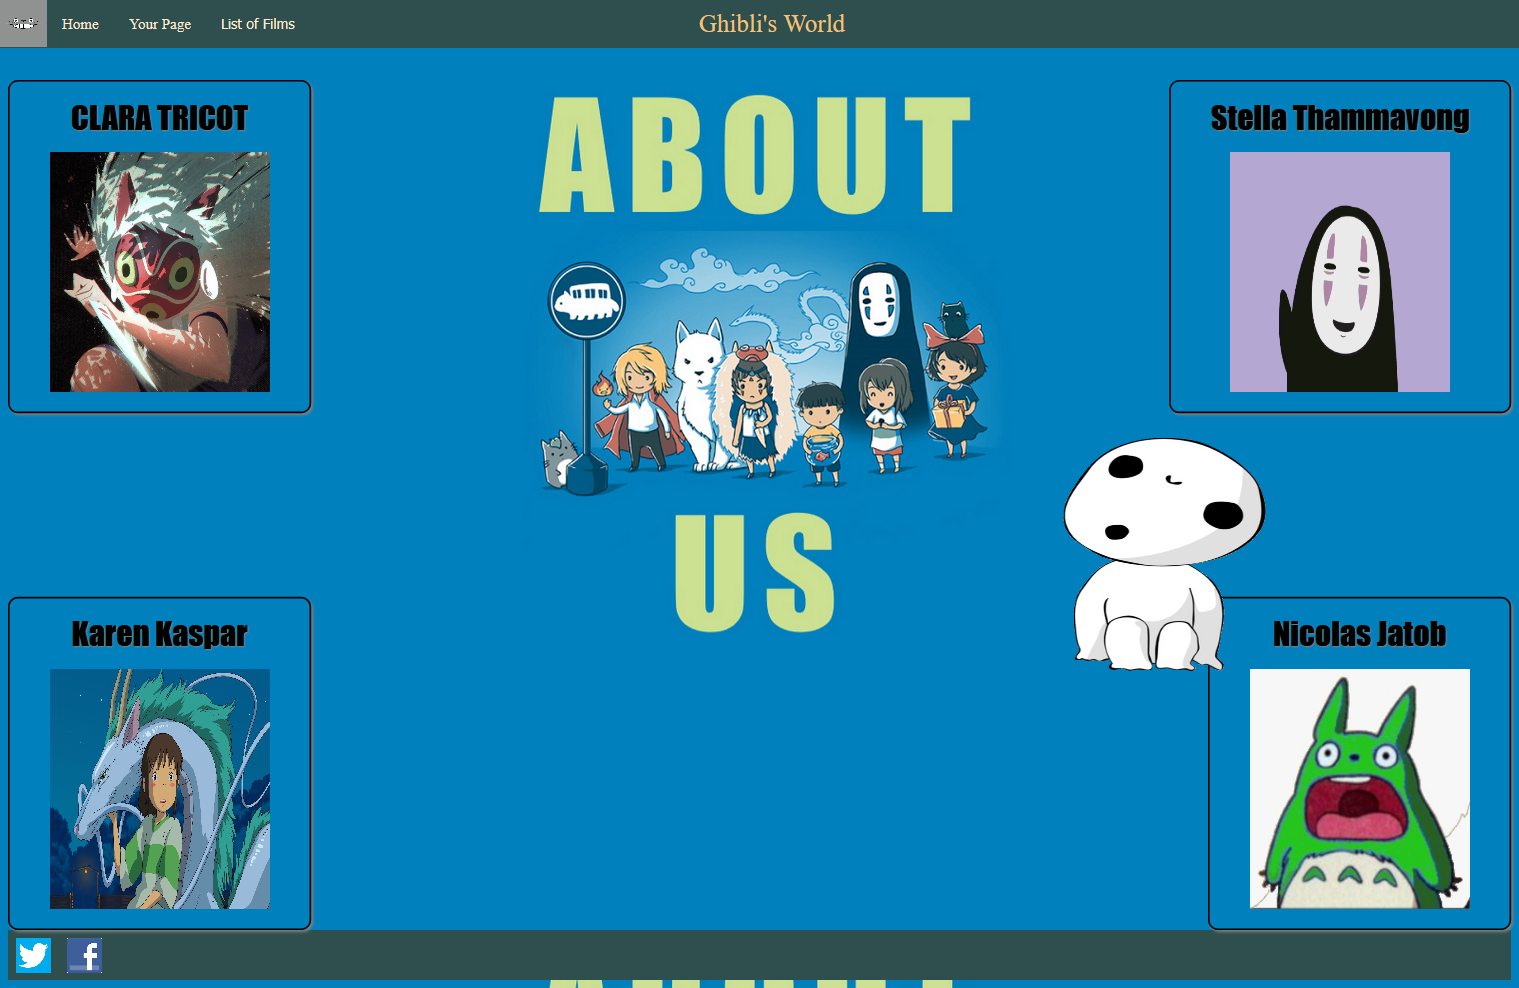 Home
Your Page
List of Films
Ghibli's World
CLARA TRICOT
ABOUT
Stella Thammavong
US
Karen Kaspar
Nicolas Jatob